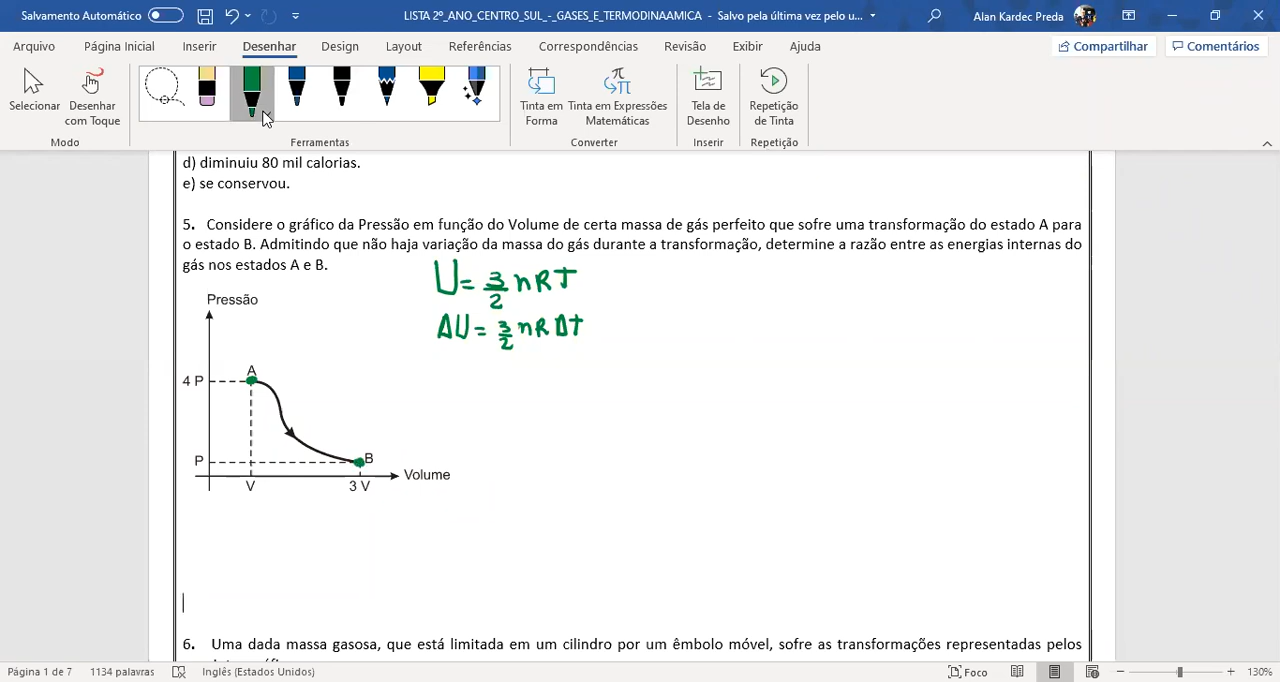 Salvamento Automático
LISTA 2º_ANO_CENTRO_SUL_-_GASES_E_TERMODINAAMICA - Salvo pela última vez pelo u...
Alan Kardec Preda
Arquivo Página Inicial Inserir Desenhar Design Layout Referências Correspondências Revisão Exibir Ajuda
Compartilhar Comentários
Selecionar
Desenhar com Toque
Tinta em Forma
Tinta em Expressões Matemáticas
Tela de Desenho
Repetição de Tinta
Modo Ferramentas Converter Inserir Repetição
d) diminuiu 80 mil calorias.
e) se conservou.
5. Considere o gráfico da Pressão em função do Volume de certa massa de gás perfeito que sofre uma transformação do estado A para
o estado B. Admitindo que não haja variação da massa do gás durante a transformação, determine a razão entre as energias internas do
gás nos estados A e B.
U = 3/2 nRT
ΔU = 3/2 nRΔT
Pressão
A
4 P
B
P
Volume
V 3 V
6. Uma dada massa gasosa, que está limitada em um cilindro por um êmbolo móvel, sofre as transformações representadas pelos
Página 1 de 7 1134 palavras Inglês (Estados Unidos) Foco 130%